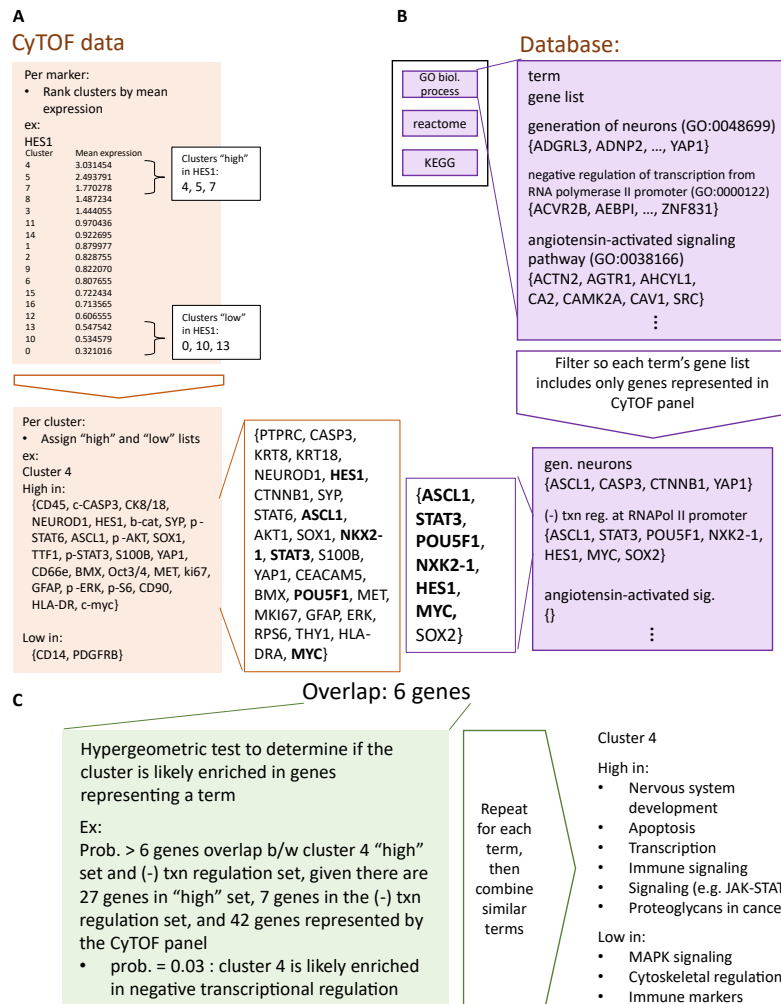 A
CyTOF data
Per marker:
• Rank clusters by mean
expression
ex:
HES1
Cluster Mean expression
4 3.031454
5 2.493791
7 1.770278
8 1.487234
3 1.444055
11 0.970436
14 0.922695
1 0.879977
2 0.828755
9 0.822070
6 0.807655
15 0.722434
16 0.713565
12 0.606555
13 0.547542
10 0.534579
0 0.321016
Clusters “high”
in HES1:
4, 5, 7
Clusters “low”
in HES1:
0, 10, 13
Per cluster:
• Assign “high” and “low” lists
ex:
Cluster 4
High in:
{CD45, c-CASP3, CK8/18,
NEUROD1, HES1, b-cat, SYP, p -
STAT6, ASCL1, p -AKT, SOX1,
TTF1, p-STAT3, S100B, YAP1,
CD66e, BMX, Oct3/4, MET, ki67,
GFAP, p -ERK, p-S6, CD90,
HLA-DR, c-myc}
Low in:
{CD14, PDGFRB}
{PTPRC, CASP3,
KRT8, KRT18,
NEUROD1, HES1,
CTNNB1, SYP,
STAT6, ASCL1,
AKT1, SOX1, NKX2-
1, STAT3, S100B,
YAP1, CEACAM5,
BMX, POU5F1, MET,
MKI67, GFAP, ERK,
RPS6, THY1, HLA-
DRA, MYC}
B
Database:
GO biol.
process
reactome
KEGG
term
gene list
generation of neurons (GO:0048699)
{ADGRL3, ADNP2, ..., YAP1}
negative regulation of transcription from
RNA polymerase II promoter (GO:0000122)
{ACVR2B, AEBPI, ..., ZNF831}
angiotensin-activated signaling
pathway (GO:0038166)
{ACTN2, AGTR1, AHCYL1,
CA2, CAMK2A, CAV1, SRC}
⋮
Filter so each term’s gene list
includes only genes represented in
CyTOF panel
gen. neurons
{ASCL1, CASP3, CTNNB1, YAP1}
(-) txn reg. at RNAPol II promoter
{ASCL1, STAT3, POU5F1, NXK2-1,
HES1, MYC, SOX2}
angiotensin-activated sig.
{}
⋮
{ASCL1,
STAT3,
POU5F1,
NXK2-1,
HES1,
MYC,
SOX2}
Overlap: 6 genes
C
Hypergeometric test to determine if the
cluster is likely enriched in genes
representing a term
Ex:
Prob. > 6 genes overlap b/w cluster 4 “high”
set and (-) txn regulation set, given there are
27 genes in “high” set, 7 genes in the (-) txn
regulation set, and 42 genes represented by
the CyTOF panel
• prob. = 0.03 : cluster 4 is likely enriched
in negative transcriptional regulation
Repeat
for each
term,
then
combine
similar
terms
Cluster 4
High in:
• Nervous system
development
• Apoptosis
• Transcription
• Immune signaling
• Signaling (e.g. JAK-STAT
• Proteoglycans in cance
Low in:
• MAPK signaling
• Cytoskeletal regulation
• Immune markers